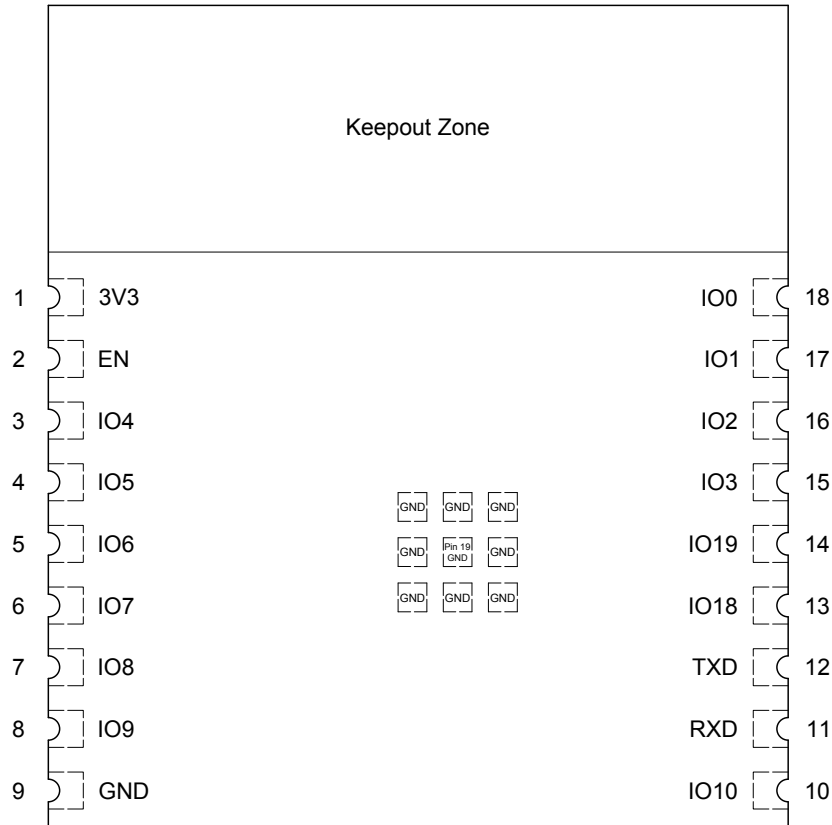 Keepout Zone
1 3V3 IO0 18
2 EN IO1 17
3 IO4 IO2 16
4 IO5 IO3 15
GND GND GND
5 IO6 IO19 14
GND Pin 19 GND GND
6 IO7 IO18 13
GND GND GND
7 IO8 TXD 12
8 IO9 RXD 11
9 GND IO10 10